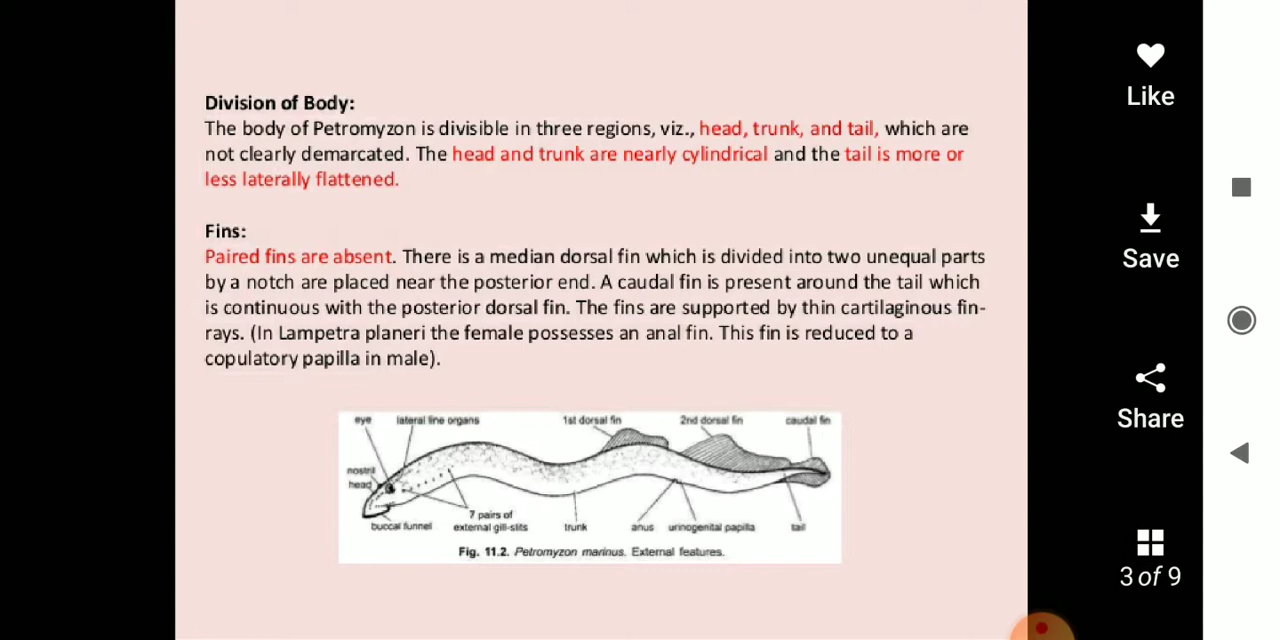 Division of Body:
The body of Petromyzon is divisible in three regions, viz., head, trunk, and tail, which are
not clearly demarcated. The head and trunk are nearly cylindrical and the tail is more or
less laterally flattened.
Fins:
Paired fins are absent. There is a median dorsal fin which is divided into two unequal parts
by a notch are placed near the posterior end. A caudal fin is present around the tail which
is continuous with the posterior dorsal fin. The fins are supported by thin cartilaginous fin-
rays. (In Lampetra planeri the female possesses an anal fin. This fin is reduced to a
copulatory papilla in male).
eye lateral line organs 1st dorsal fin 2nd dorsal fin caudal fin
nostril
head
buccal funnel 7 pairs of
external gill-slits trunk anus urinogenital papilla tail
Fig. 11.2. Petromyzon marinus. External features.
Like
Save
Share
3 of 9